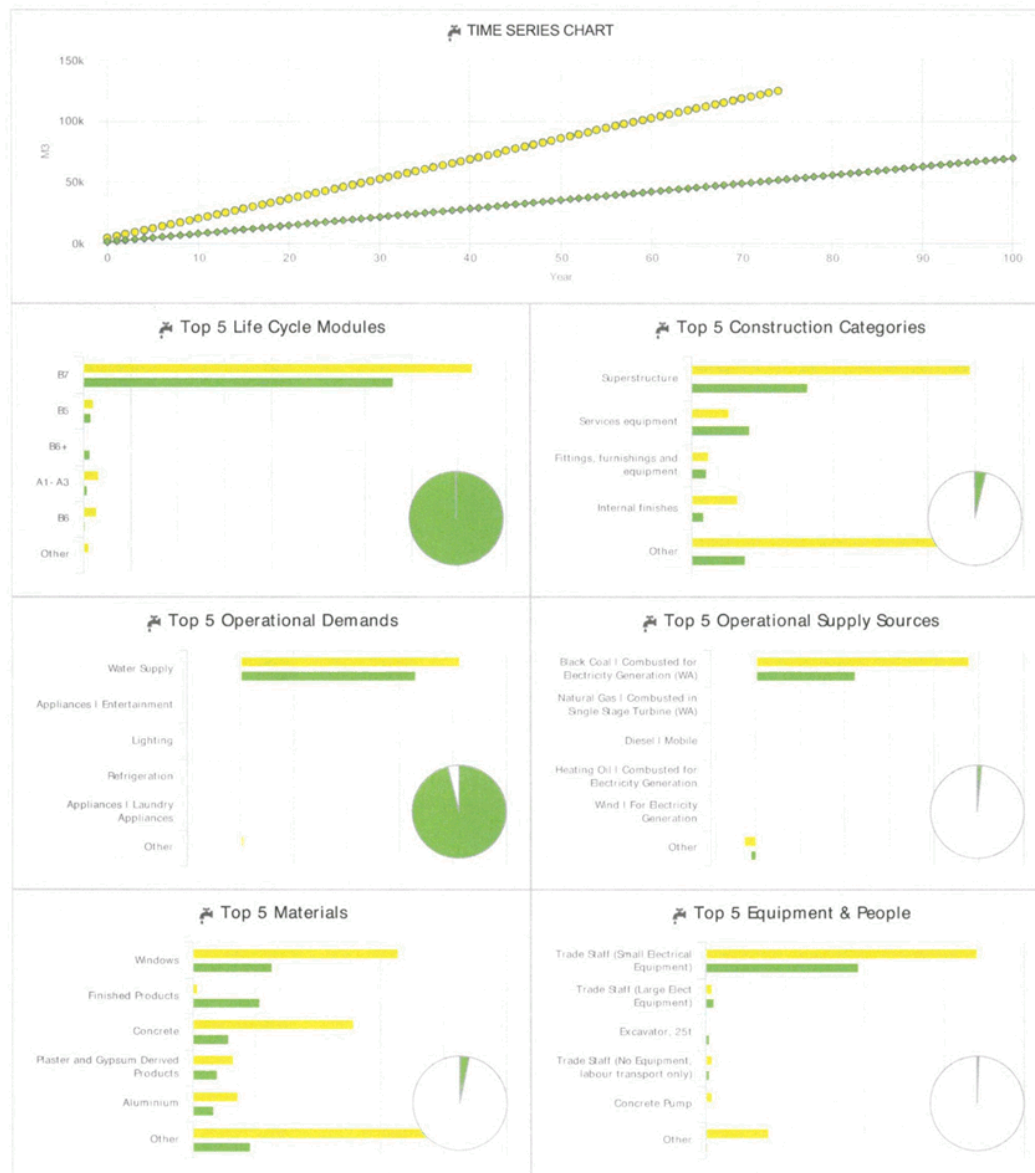 TIME SERIES CHART
150k
100k
50k
0k
M3
0
10
20
30
40
50
60
70
80
90
100
Year
Top 5 Life Cycle Modules
B7
B5
B6+
A1- A3
B6
Other
Top 5 Construction Categories
Superstructure
Services equipment
Fittings, furnishings and
equipment
Internal finishes
Other
Top 5 Operational Demands
Water Supply
Appliances | Entertainment
Lighting
Refrigeration
Appliances | Laundry
Appliances
Other
Top 5 Operational Supply Sources
Black Coal | Combusted for
Electricity Generation (WA)
Natural Gas | Combusted in
Single Stage Turbine (WA)
Diesel | Mobile
Heating Oil | Combusted for
Electricity Generation
Wind | For Electricity
Generation
Other
Top 5 Materials
Windows
Finished Products
Concrete
Plaster and Gypsum Derived
Products
Aluminium
Other
Top 5 Equipment & People
Trade Staff (Small Electrical
Equipment)
Trade Staff (Large Elect
Equipment)
Excavator, 25t
Trade Staff (No Equipment,
labour transport only)
Concrete Pump
Other